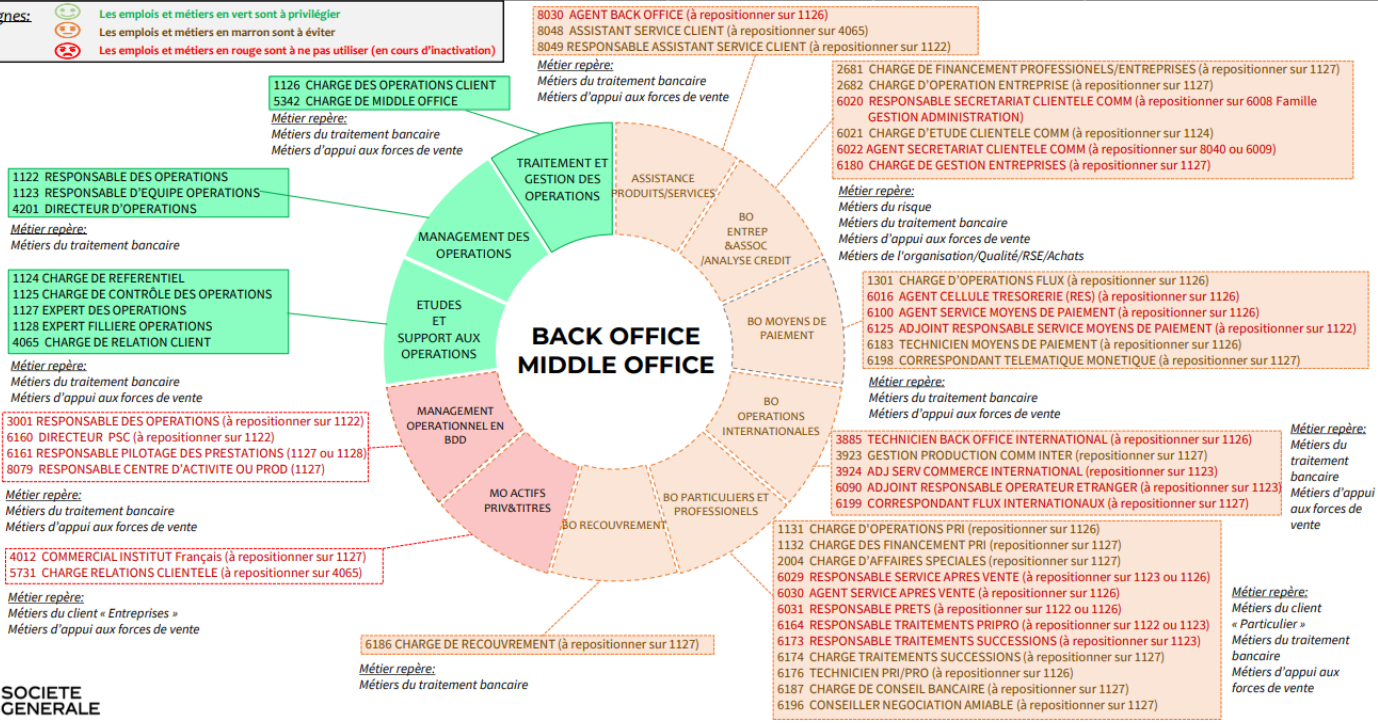 gnes:
Les emplois et métiers en vert sont à privilégier
Les emplois et métiers en marron sont à éviter
Les emplois et métiers en rouge sont à ne pas utiliser (en cours d'inactivation)
8030 AGENT BACK OFFICE (à repositionner sur 1126)
8048 ASSISTANT SERVICE CLIENT (à repositionner sur 4065)
8049 RESPONSABLE ASSISTANT SERVICE CLIENT (à repositionner sur 1122)
Métier repère:
Métiers du traitement bancaire
Métiers d'appui aux forces de vente
2681 CHARGE DE FINANCEMENT PROFESSIONELS/ENTREPRISES (à repositionner sur 1127)
2682 CHARGE D'OPERATION ENTREPRISE (à repositionner sur 1127)
6020 RESPONSABLE SECRETARIAT CLIENTELE COMM (à repositionner sur 6008 Famille
GESTION ADMINISTRATION)
6021 CHARGE D'ETUDE CLIENTELE COMM (à repositionner sur 1124)
6022 AGENT SECRETARIAT CLIENTELE COMM (à repositionner sur 8040 ou 6009)
6180 CHARGE DE GESTION ENTREPRISES (à repositionner sur 1127)
Métier repère:
Métiers du risque
Métiers du traitement bancaire
Métiers d'appui aux forces de vente
Métiers de l'organisation/Qualité/RSE/Achats
1126 CHARGE DES OPERATIONS CLIENT
5342 CHARGE DE MIDDLE OFFICE
Métier repère:
Métiers du traitement bancaire
Métiers d'appui aux forces de vente
1122 RESPONSABLE DES OPERATIONS
1123 RESPONSABLE D'EQUIPE OPERATIONS
4201 DIRECTEUR D'OPERATIONS
Métier repère:
Métiers du traitement bancaire
1124 CHARGE DE REFERENTIEL
1125 CHARGE DE CONTRÔLE DES OPERATIONS
1127 EXPERT DES OPERATIONS
1128 EXPERT FILLIERE OPERATIONS
4065 CHARGE DE RELATION CLIENT
Métier repère:
Métiers du traitement bancaire
Métiers d'appui aux forces de vente
TRAITEMENT ET
GESTION DES
OPERATIONS
ASSISTANCE
PRODUITS/SERVICES
MANAGEMENT DES
OPERATIONS
BO
ENTREP
&ASSOC
/ANALYSE CREDIT
ETUDES
ET
SUPPORT AUX
OPERATIONS
BO MOYENS DE
PAIEMENT
BACK OFFICE
MIDDLE OFFICE
MANAGEMENT
OPERATIONNEL EN
BDD
BO
OPERATIONS
INTERNATIONALES
MO ACTIFS
PRIV&TITRES
BO RECOUVREMENT
BO PARTICULIERS ET
PROFESSIONELS
1301 CHARGE D'OPERATIONS FLUX (à repositionner sur 1126)
6016 AGENT CELLULE TRESORERIE (RES) (à repositionner sur 1126)
6100 AGENT SERVICE MOYENS DE PAIEMENT (à repositionner sur 1126)
6125 ADJOINT RESPONSABLE SERVICE MOYENS DE PAIEMENT (à repositionner sur 1122)
6183 TECHNICIEN MOYENS DE PAIEMENT (à repositionner sur 1126)
6198 CORRESPONDANT TELEMATIQUE MONETIQUE (à repositionner sur 1127)
Métier repère:
Métiers du traitement bancaire
Métiers d'appui aux forces de vente
3001 RESPONSABLE DES OPERATIONS (à repositionner sur 1122)
6160 DIRECTEUR PSC (à repositionner sur 1122)
6161 RESPONSABLE PILOTAGE DES PRESTATIONS (1127 ou 1128)
8079 RESPONSABLE CENTRE D'ACTIVITE OU PROD (1127)
Métier repère:
Métiers du traitement bancaire
Métiers d'appui aux forces de vente
3885 TECHNICIEN BACK OFFICE INTERNATIONAL (à repositionner sur 1126)
3923 GESTION PRODUCTION COMM INTER (repositionner sur 1127)
3924 ADJ SERV COMMERCE INTERNATIONAL (à repositionner sur 1123)
6090 ADJOINT RESPONSABLE OPERATEUR ETRANGER (à repositionner sur 1123)
6199 CORRESPONDANT FLUX INTERNATIONAUX (à repositionner sur 1127)
Métier repère:
Métiers du
traitement
bancaire
Métiers d'appui
aux forces de
vente
4012 COMMERCIAL INSTITUT Français (à repositionner sur 1127)
5731 CHARGE RELATIONS CLIENTELE (à repositionner sur 4065)
Métier repère:
Métiers du client « Entreprises »
Métiers d'appui aux forces de vente
6186 CHARGE DE RECOUVREMENT (à repositionner sur 1127)
Métier repère:
Métiers du traitement bancaire
1131 CHARGE D'OPERATIONS PRI (repositionner sur 1126)
1132 CHARGE DES FINANCEMENT PRI (repositionner sur 1127)
2004 CHARGE D'AFFAIRES SPECIALES (repositionner sur 1127)
6029 RESPONSABLE SERVICE APRES VENTE (à repositionner sur 1123 ou 1126)
6030 AGENT SERVICE APRES VENTE (à repositionner sur 1126)
6031 RESPONSABLE PRETS (à repositionner sur 1122 ou 1126)
6164 RESPONSABLE TRAITEMENTS PRIPRO (à repositionner sur 1122 ou 1123)
6173 RESPONSABLE TRAITEMENTS SUCCESSIONS (à repositionner sur 1123)
6174 CHARGE TRAITEMENTS SUCCESSIONS (à repositionner sur 1127)
6176 TECHNICIEN PRI/PRO (à repositionner sur 1126)
6187 CHARGE DE CONSEIL BANCAIRE (à repositionner sur 1127)
6196 CONSEILLER NEGOCIATION AMIABLE (à repositionner sur 1127)
Métier repère:
Métiers du client
« Particulier »
Métiers du traitement
bancaire
Métiers d'appui aux
forces de vente
SOCIETE
GENERALE